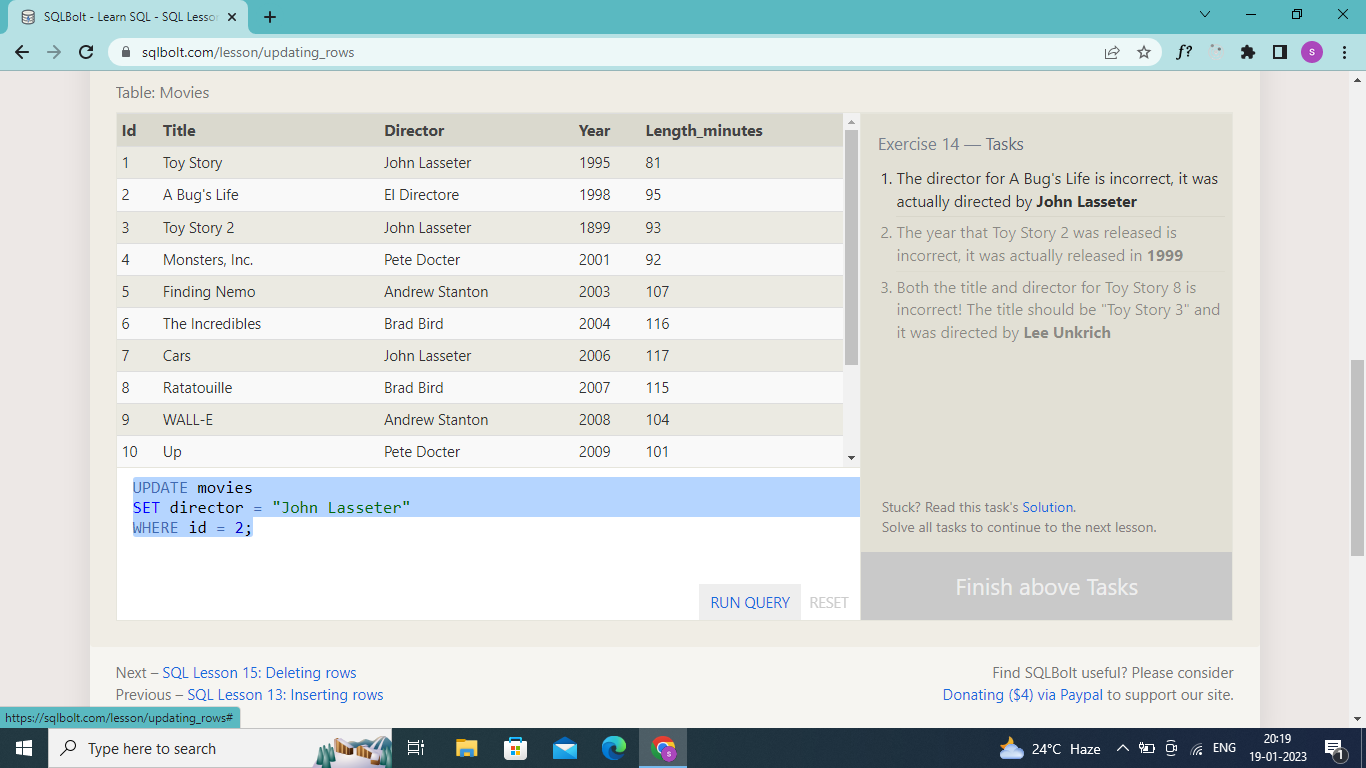 SQLBolt - Learn SQL - SQL Lesson
sqlbolt.com/lesson/updating_rows
f?
s
Table: Movies
Id Title Director Year Length_minutes
1 Toy Story John Lasseter 1995 81
2 A Bug's Life El Directore 1998 95
3 Toy Story 2 John Lasseter 1899 93
4 Monsters, Inc. Pete Docter 2001 92
5 Finding Nemo Andrew Stanton 2003 107
6 The Incredibles Brad Bird 2004 116
7 Cars John Lasseter 2006 117
8 Ratatouille Brad Bird 2007 115
9 WALL-E Andrew Stanton 2008 104
10 Up Pete Docter 2009 101
UPDATE movies
SET director = "John Lasseter"
WHERE id = 2;
RUN QUERY RESET
Exercise 14 — Tasks
1. The director for A Bug's Life is incorrect, it was
actually directed by John Lasseter
2. The year that Toy Story 2 was released is
incorrect, it was actually released in 1999
3. Both the title and director for Toy Story 8 is
incorrect! The title should be "Toy Story 3" and
it was directed by Lee Unkrich
Stuck? Read this task's Solution.
Solve all tasks to continue to the next lesson.
Finish above Tasks
Next – SQL Lesson 15: Deleting rows
Previous – SQL Lesson 13: Inserting rows
Find SQLBolt useful? Please consider
Donating ($4) via Paypal to support our site.
https://sqlbolt.com/lesson/updating_rows#
Type here to search
24°C Haze
ENG
20:19
19-01-2023
1